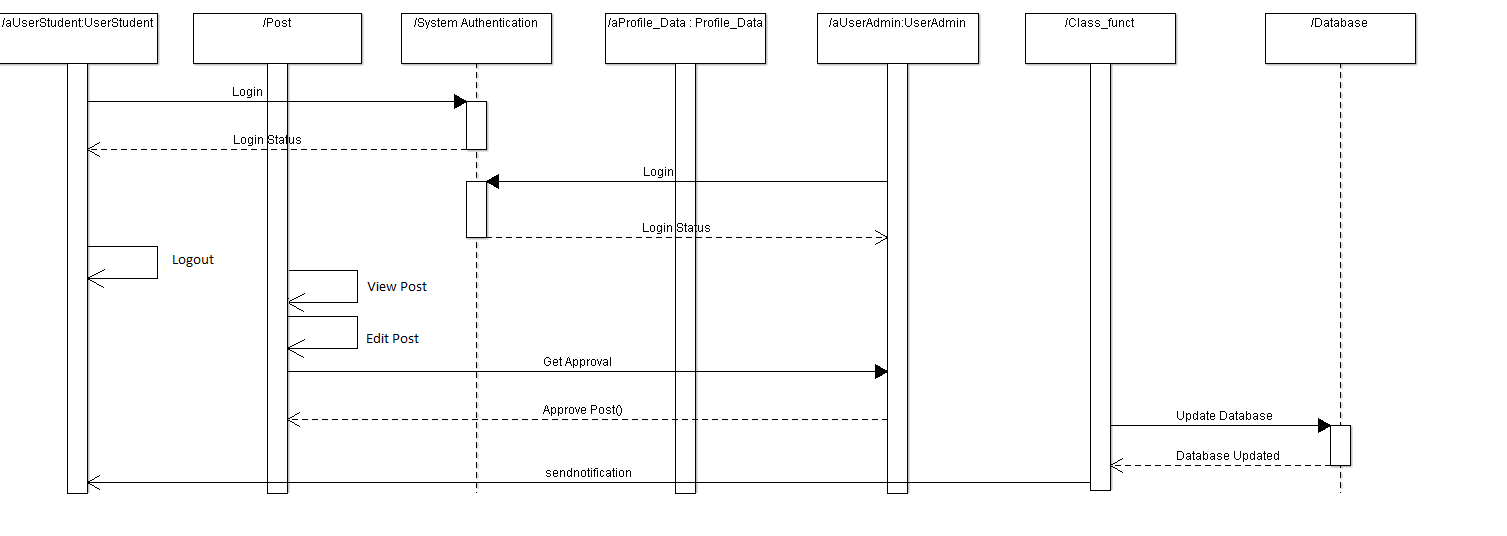 /aUserStudent:UserStudent
/Post
/System Authentication
/aProfile_Data : Profile_Data
/aUserAdmin:UserAdmin
/Class_funct
/Database
Login
Login Status
Login
Login Status
Logout
View Post
Edit Post
Get Approval
Approve Post()
Update Database
Database Updated
sendnotification